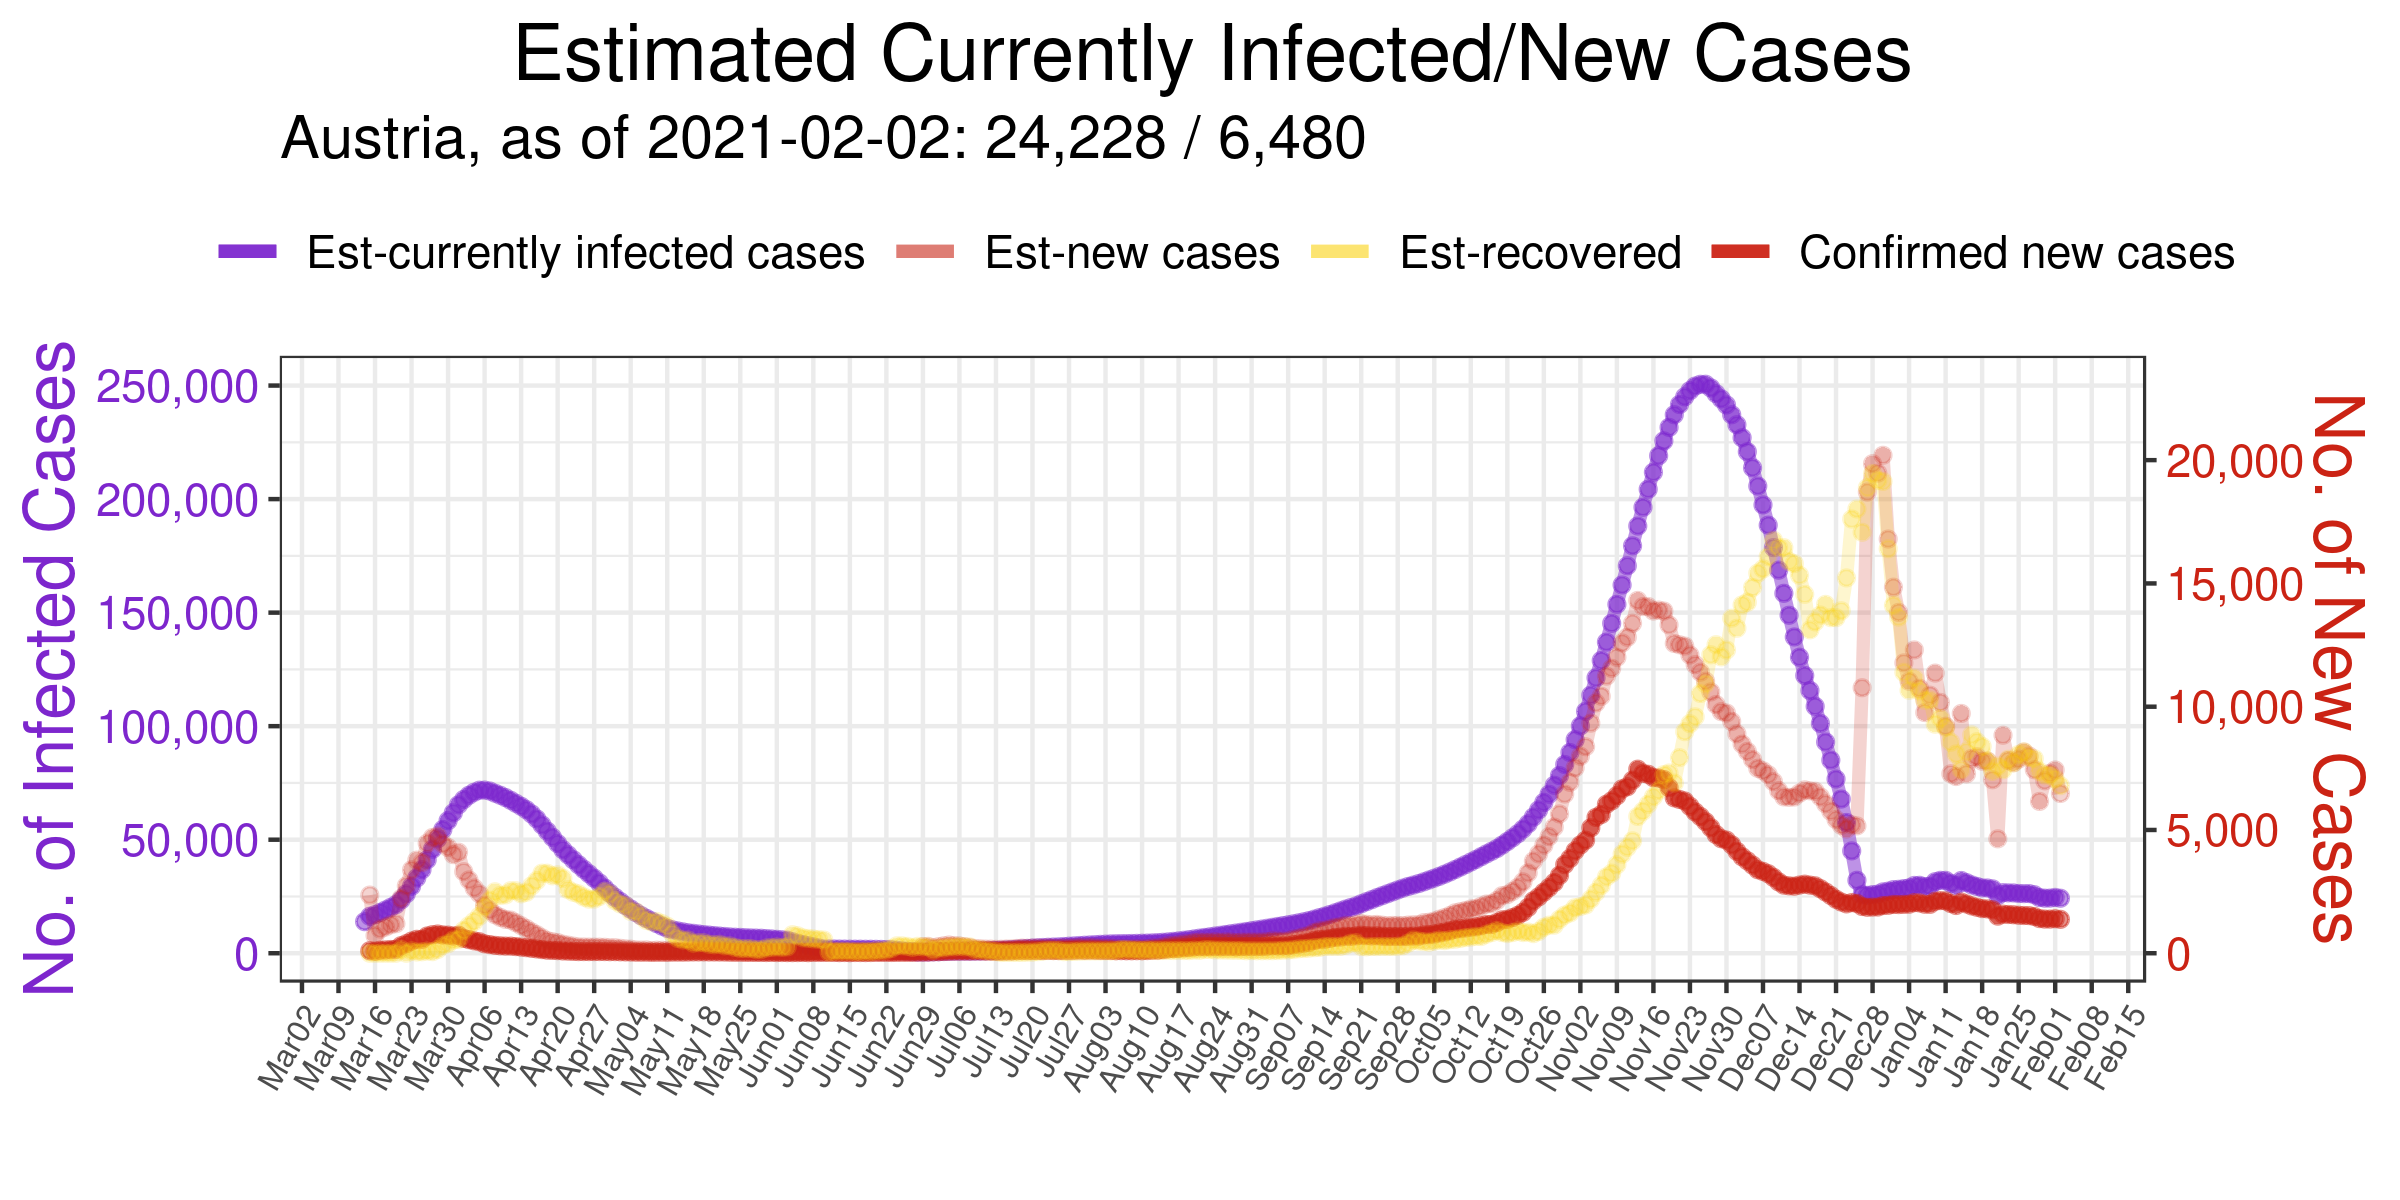 Estimated Currently Infected/New Cases
Austria, as of 2021-02-02: 24,228 / 6,480
Est-currently infected cases
Est-new cases
Est-recovered
Confirmed new cases
No. of Infected Cases
250,000
200,000
150,000
100,000
50,000
0
20,000
15,000
10,000
5,000
0
No. of New Cases
Mar02
Mar09
Mar16
Mar23
Mar30
Apr06
Apr13
Apr20
Apr27
May04
May11
May18
May25
Jun01
Jun08
Jun15
Jun22
Jun29
Jul06
Jul13
Jul20
Jul27
Aug03
Aug10
Aug17
Aug24
Aug31
Sep07
Sep14
Sep21
Sep28
Oct05
Oct12
Oct19
Oct26
Nov02
Nov09
Nov16
Nov23
Nov30
Dec07
Dec14
Dec21
Dec28
Jan04
Jan11
Jan18
Jan25
Feb01
Feb08
Feb15